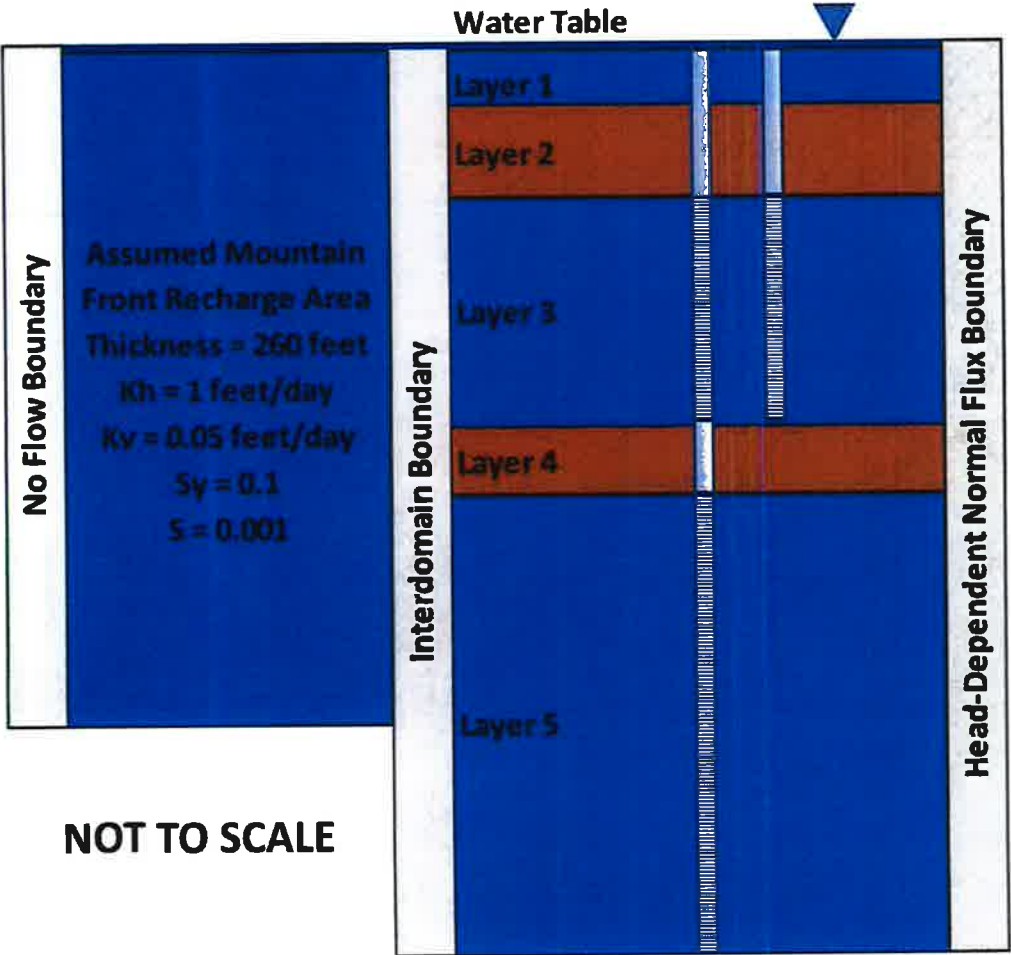 Water Table
No Flow Boundary
Assumed Mountain
Front Recharge Area
Thickness = 260 feet
Kh = 1 feet/day
Kv = 0.05 feet/day
Sy = 0.1
S = 0.001
Interdomain Boundary
Layer 1
Layer 2
Layer 3
Layer 4
Layer 5
Head-Dependent Normal Flux Boundary
NOT TO SCALE